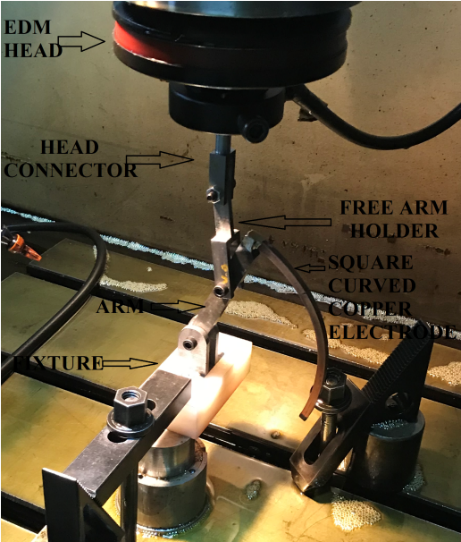 EDM
HEAD
HEAD
CONNECTOR
FREE ARM
HOLDER
SQUARE
CURVED
COPPER
ELECTRODE
ARM
FIXTURE